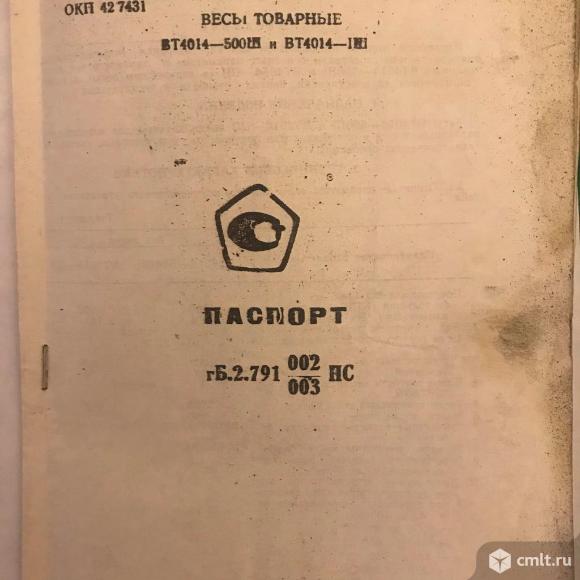 ОКП 42 7431
ВЕСЫ ТОВАРНЫЕ
ВТ4014—500Ш и ВТ4014—1Ш
ПАСПОРТ
гБ.2.791 002/003 ПС
cmlt.ru